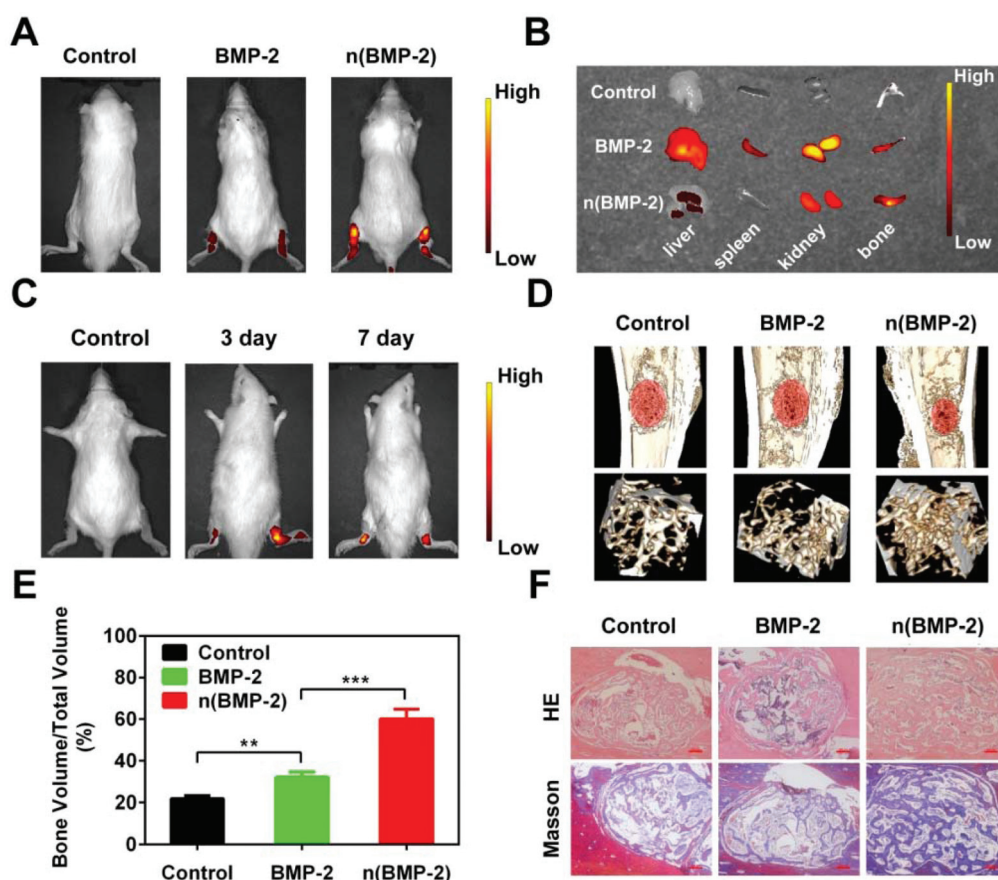 A
Control
BMP-2
n(BMP-2)
High
Low
B
Control
BMP-2
n(BMP-2)
liver
spleen
kidney
bone
High
Low
C
Control
3 day
7 day
High
Low
D
Control
BMP-2
n(BMP-2)
E
Bone Volume/Total Volume
(%)
100
80
60
40
20
0
Control
BMP-2
n(BMP-2)
**
***
Control
BMP-2
n(BMP-2)
F
Control
BMP-2
n(BMP-2)
HE
Masson